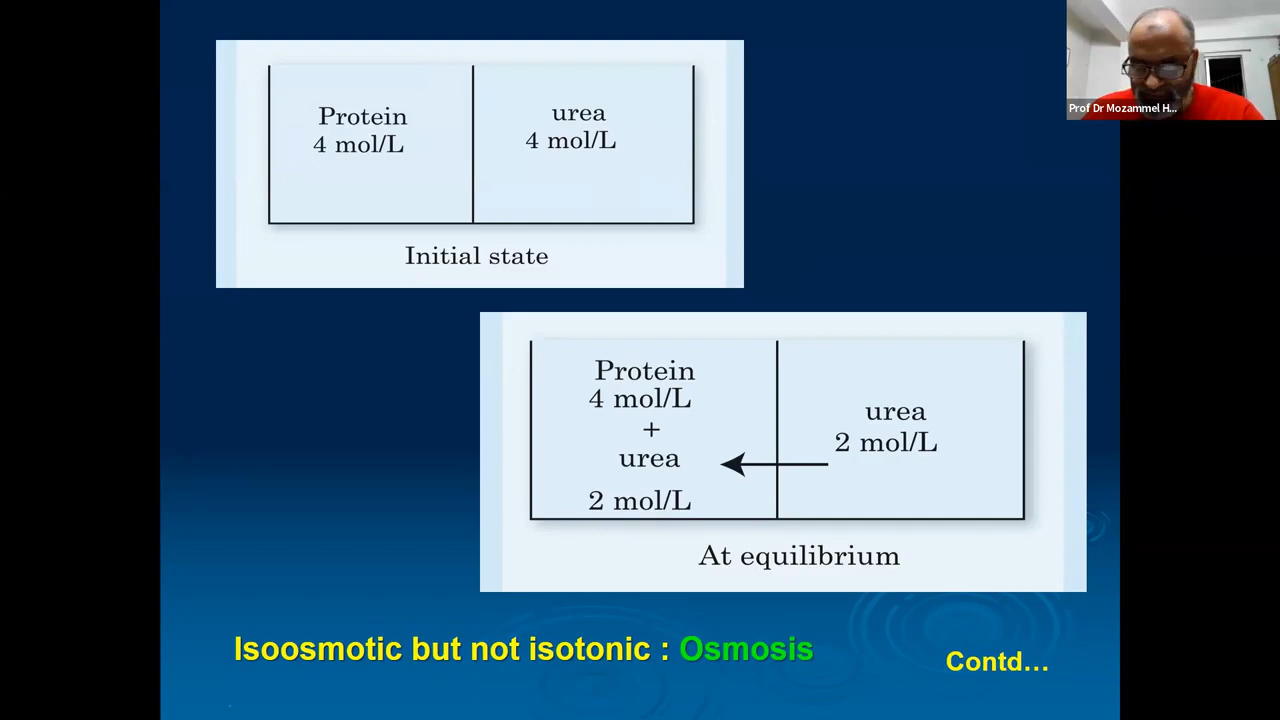 Prof Dr Mozammel H...
Protein
4 mol/L
urea
4 mol/L
Initial state
Protein
4 mol/L
+
urea
2 mol/L
urea
2 mol/L
At equilibrium
Isoosmotic but not isotonic : Osmosis
Contd...